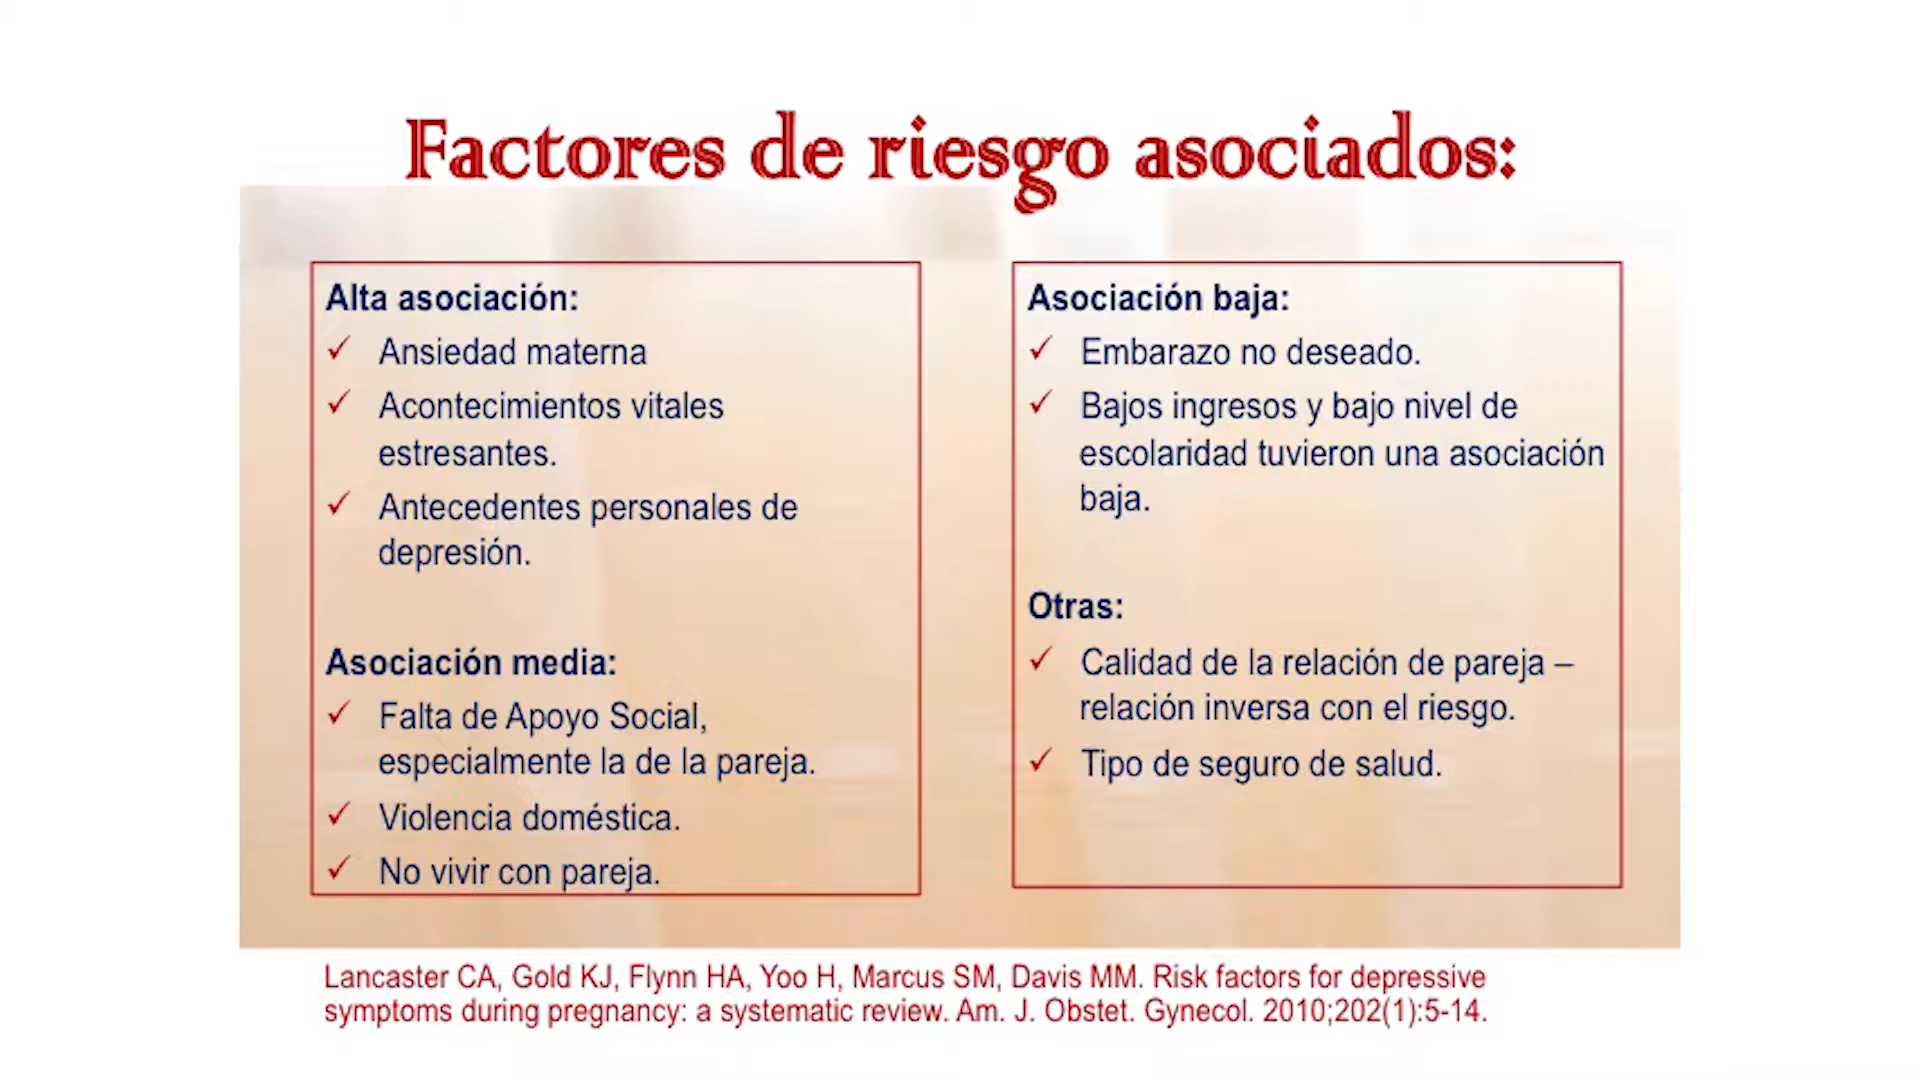 Factores de riesgo asociados:
Alta asociación:
✓ Ansiedad materna
✓ Acontecimientos vitales
estresantes.
✓ Antecedentes personales de
depresión.
Asociación media:
✓ Falta de Apoyo Social,
especialmente la de la pareja.
✓ Violencia doméstica.
✓ No vivir con pareja.
Asociación baja:
✓ Embarazo no deseado.
✓ Bajos ingresos y bajo nivel de
escolaridad tuvieron una asociación
baja.
Otras:
✓ Calidad de la relación de pareja –
relación inversa con el riesgo.
✓ Tipo de seguro de salud.
Lancaster CA, Gold KJ, Flynn HA, Yoo H, Marcus SM, Davis MM. Risk factors for depressive
symptoms during pregnancy: a systematic review. Am. J. Obstet. Gynecol. 2010;202(1):5-14.